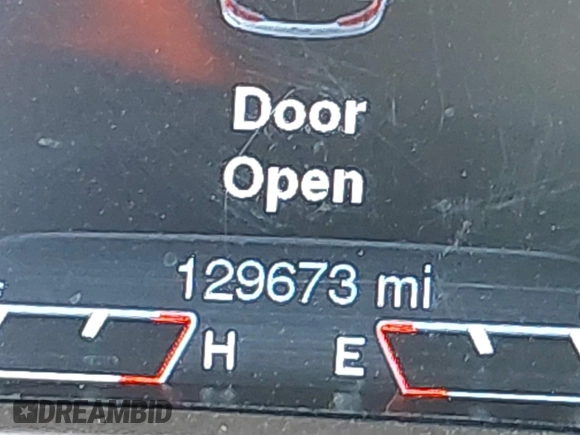 Door
Open
129673 mi
H E
DREAMBID